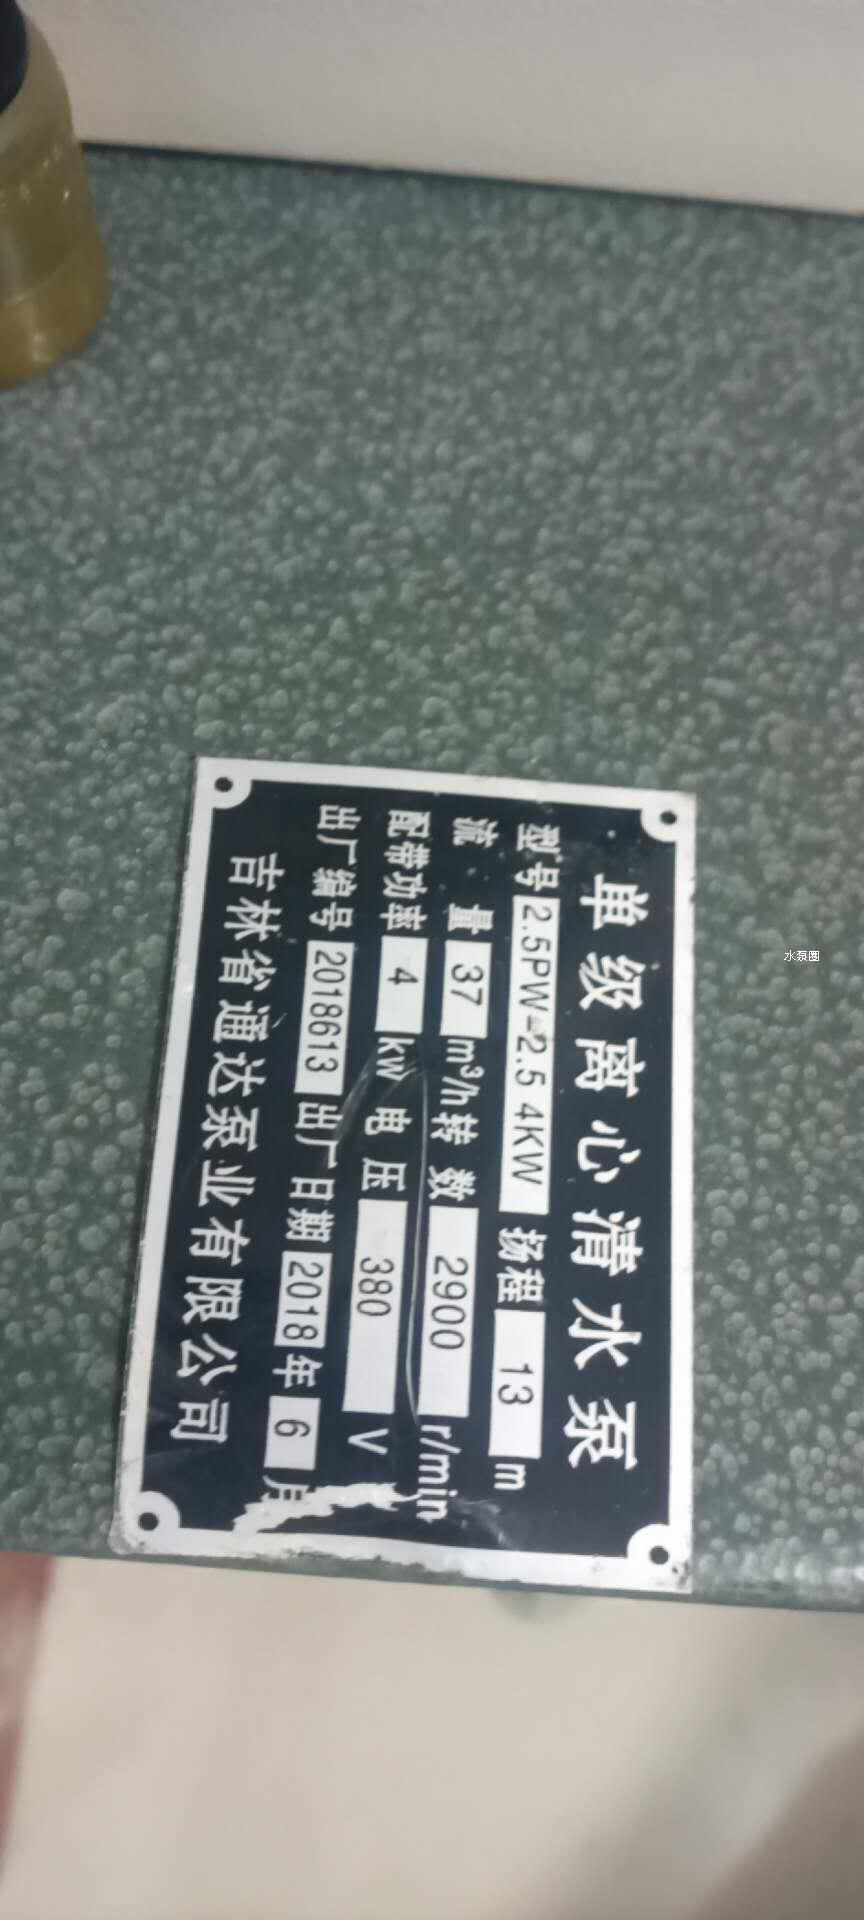 单级离心清水泵
型号 2.5PW-2.5 4KW 扬程 13 m
流量 37 m³/h 转数 2900 r/min
配带功率 4 kw 电压 380 V
出厂编号 2018613 出厂日期 2018 年 6 月
吉林省通达泵业有限公司
水泵圈